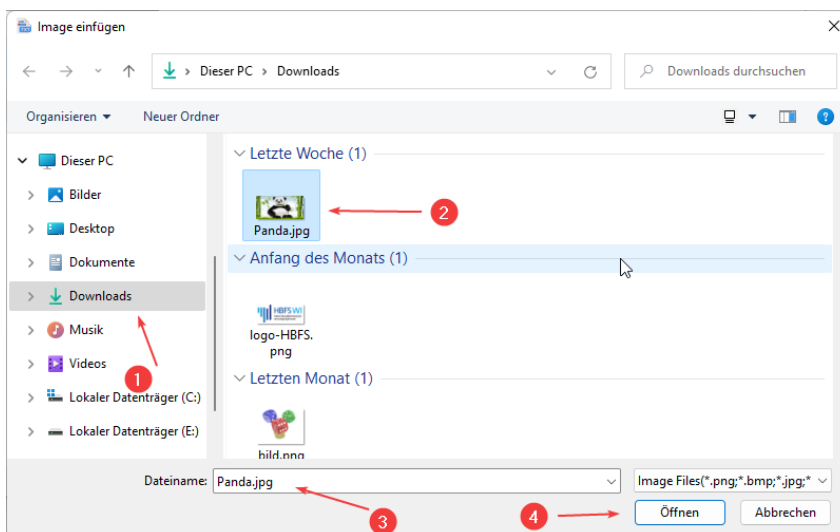 Image einfügen
Dieser PC > Downloads
Downloads durchsuchen
Organisieren
Neuer Ordner
Dieser PC
Bilder
Desktop
Dokumente
Downloads
Musik
Videos
Lokaler Datenträger (C:)
Lokaler Datenträger (E:)
1
Letzte Woche (1)
Panda.jpg
2
Anfang des Monats (1)
HBFSWI
logo-HBFS.
png
Letzten Monat (1)
bild.png
Dateiname:
Panda.jpg
Image Files(*.png;*.bmp;*.jpg;*
3
4
Öffnen
Abbrechen